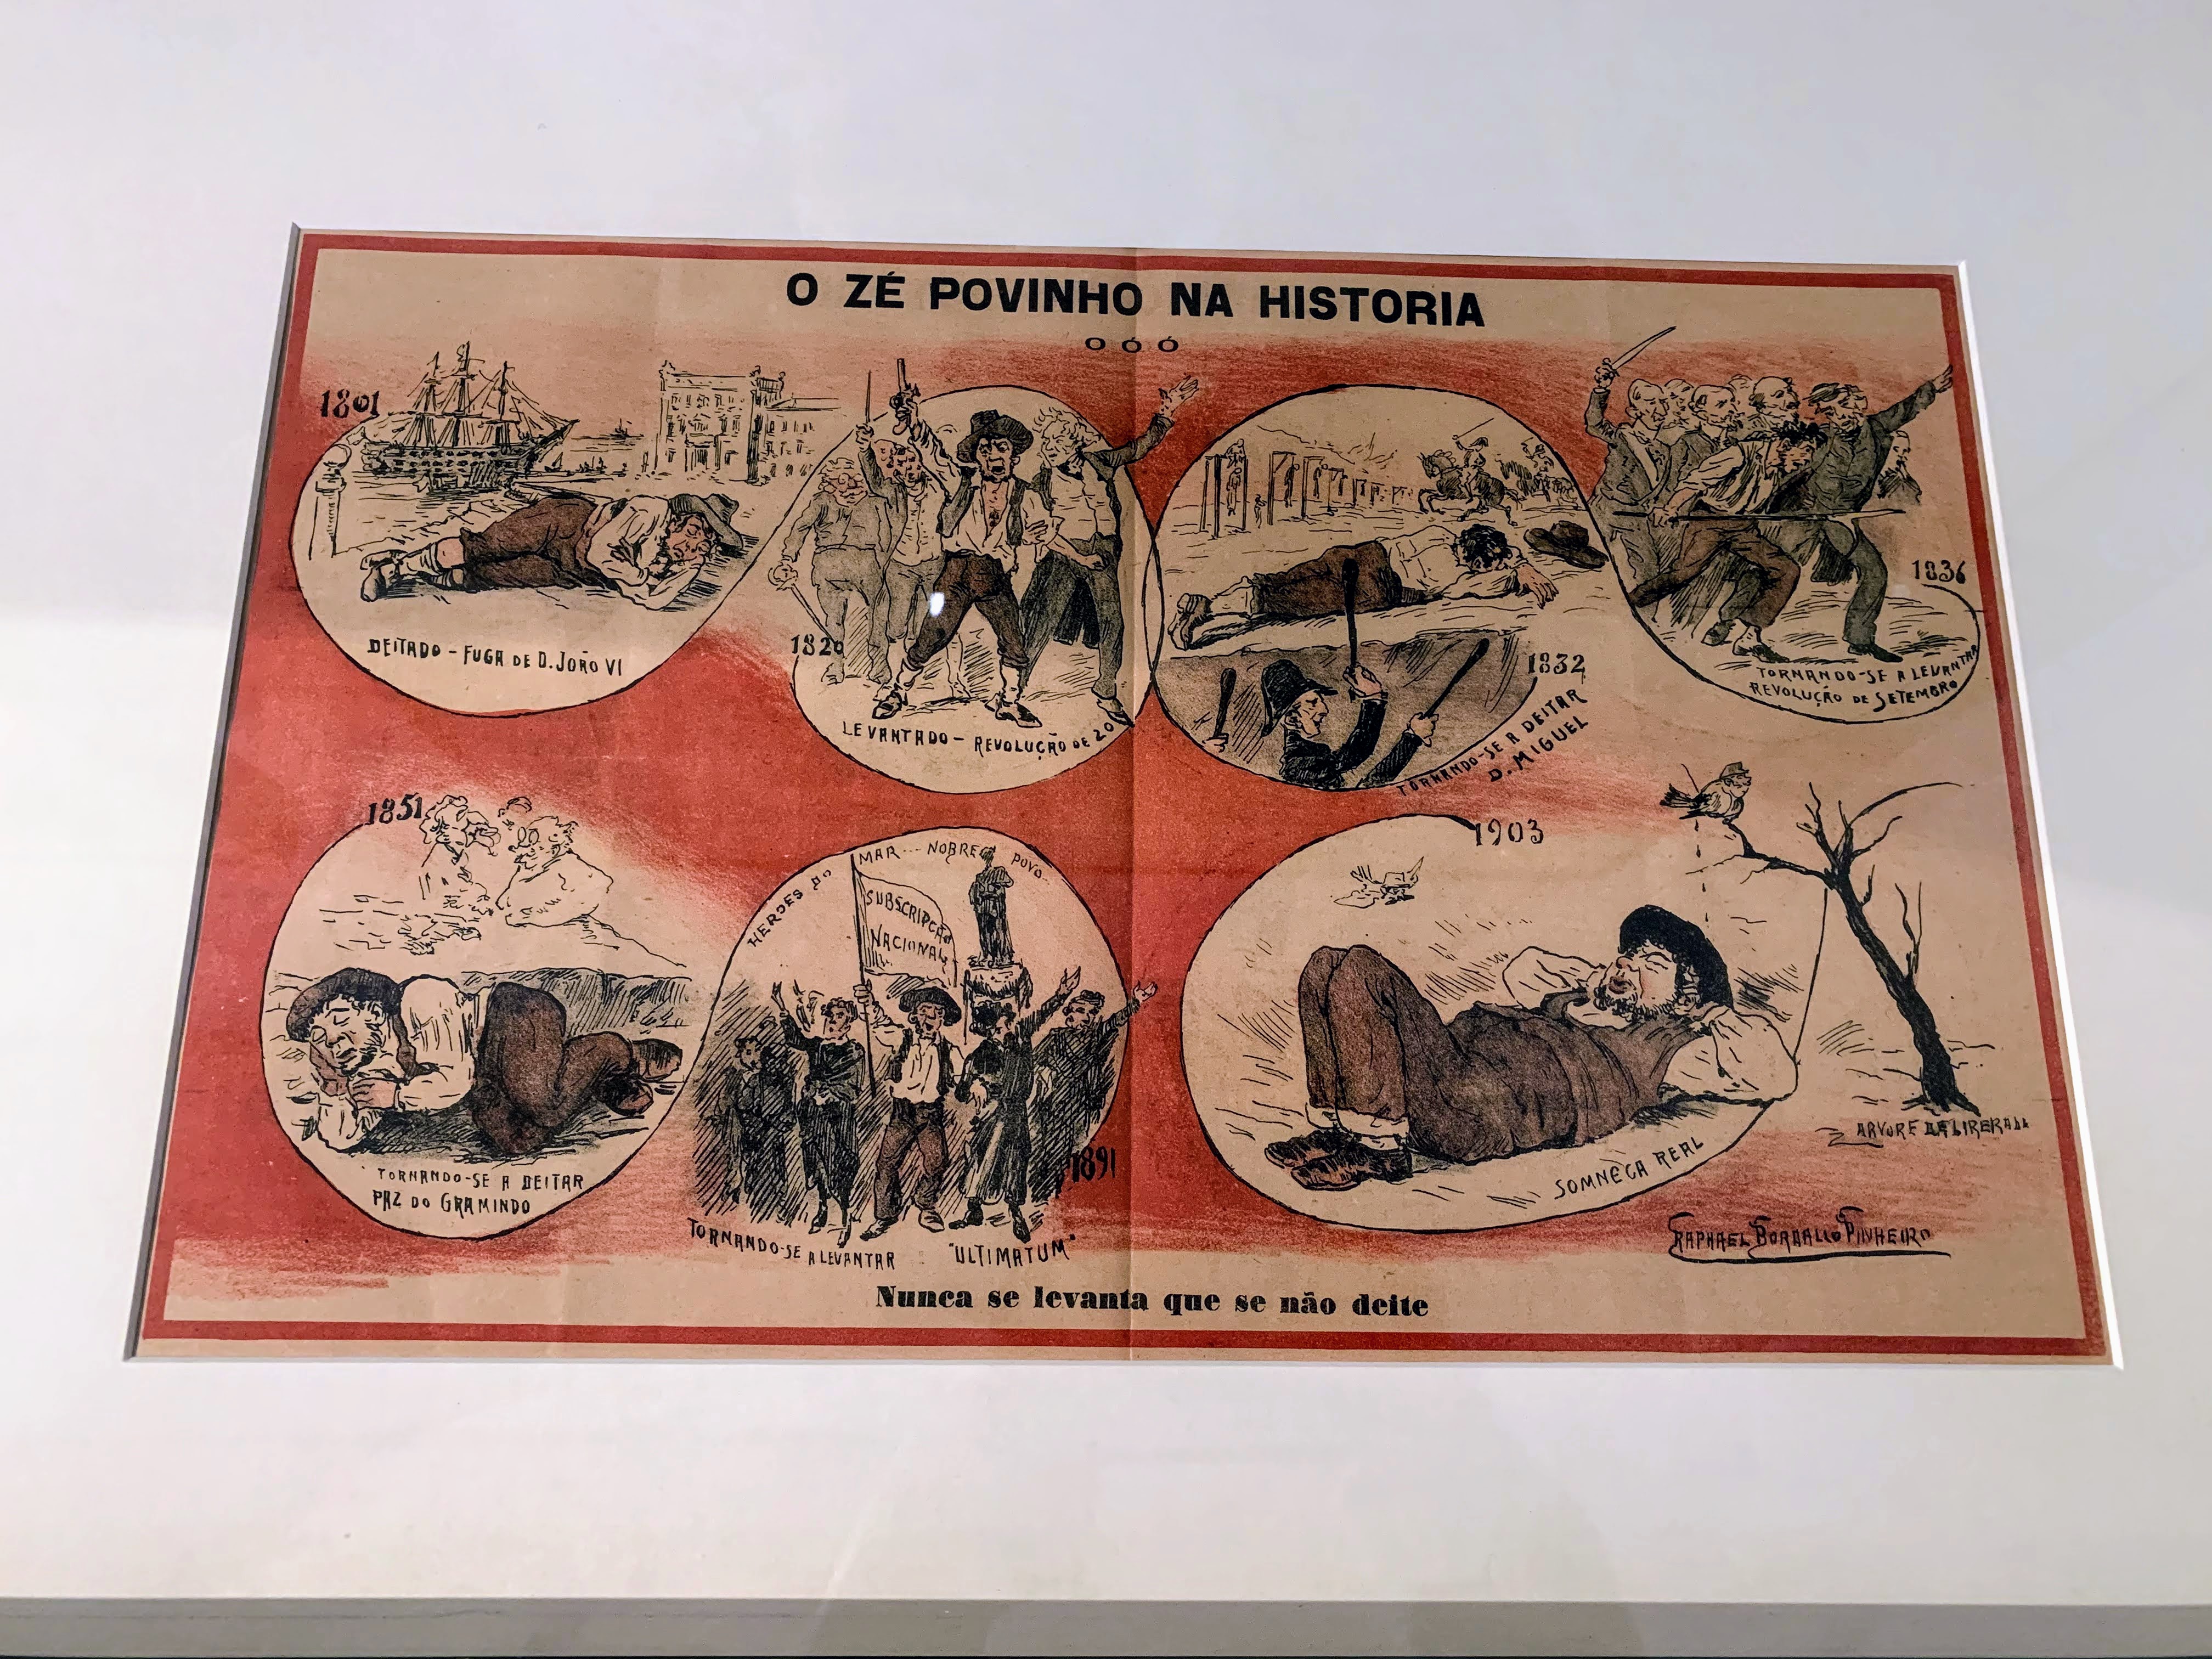 O ZÉ POVINHO NA HISTORIA
O Ó Ó
1801
DEITADO - FUGA DE D. JOÃO VI
1820
LEVANTADO - REVOLUÇÃO DE 20
1832
TORNANDO-SE A DEITAR
D. MIGUEL
1836
TORNANDO-SE A LEVANTAR
REVOLUÇÃO DE SETEMBRO
1851
TORNANDO-SE A DEITAR
PAZ DO GRAMINDO
HEROES DO MAR... NOBRE POVO...
SUBSCRIPÇÃO
NACIONAL
1891
TORNANDO-SE A LEVANTAR "ULTIMATUM"
1903
SOMNECA REAL
ARVORE DA LIBERDADE
RAPHAEL BORDALLO PINHEIRO
Nunca se levanta que se não deite